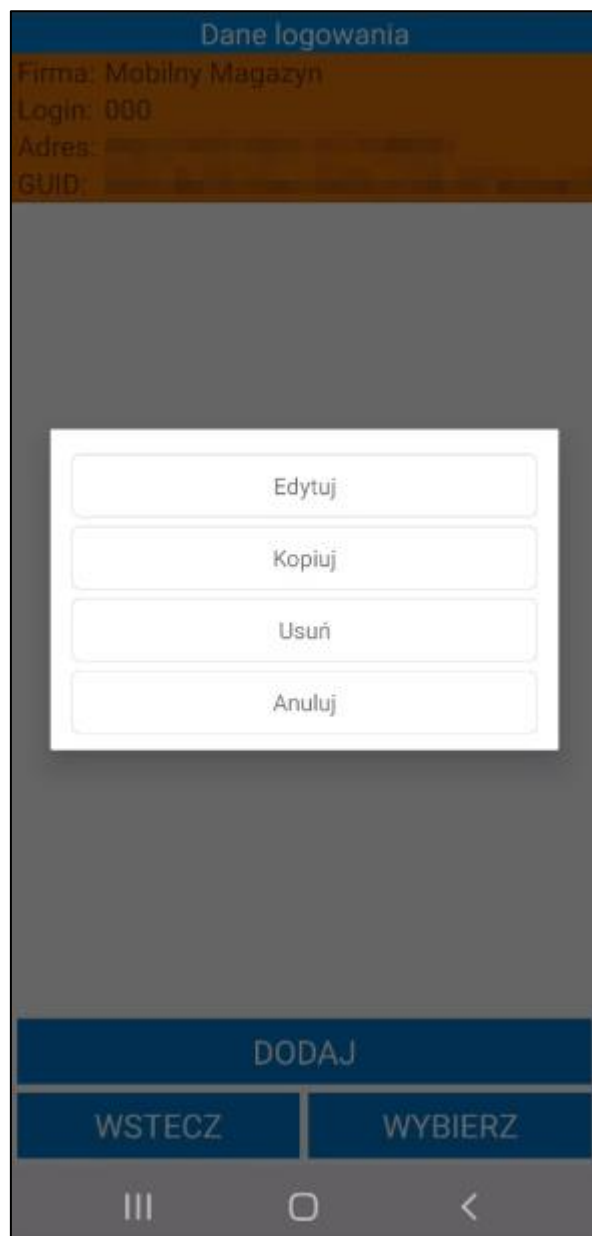 Dane logowania
Firma: Mobilny Magazyn
Login: 000
Adres:
GUID:
Edytuj
Kopiuj
Usuń
Anuluj
DODAJ
WSTECZ
WYBIERZ